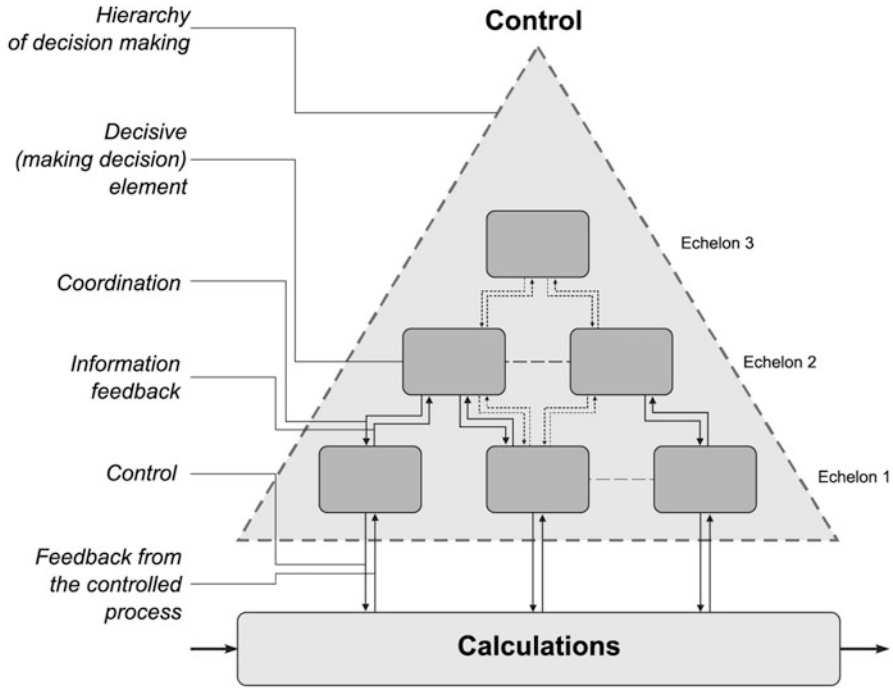 Hierarchy
of decision making
Control
Decisive
(making decision)
element
Echelon 3
Coordination
Information
feedback
Echelon 2
Control
Echelon 1
Feedback from
the controlled
process
Calculations